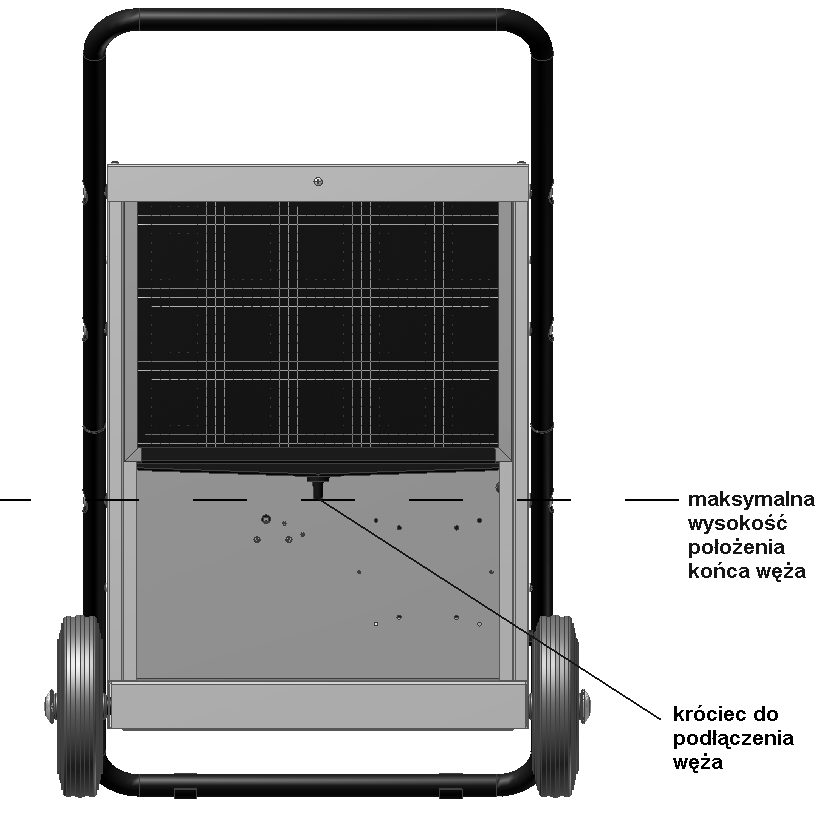 maksymalna
wysokość
położenia
końca węża
króciec do
podłączenia
węża